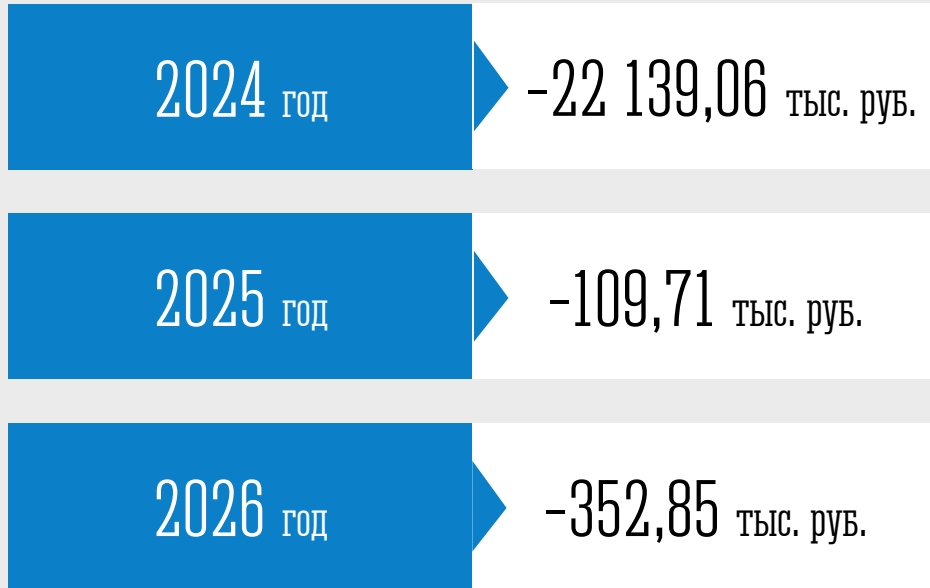 2024 год
–22 139,06 тыс. руб.
2025 год
–109,71 тыс. руб.
2026 год
–352,85 тыс. руб.